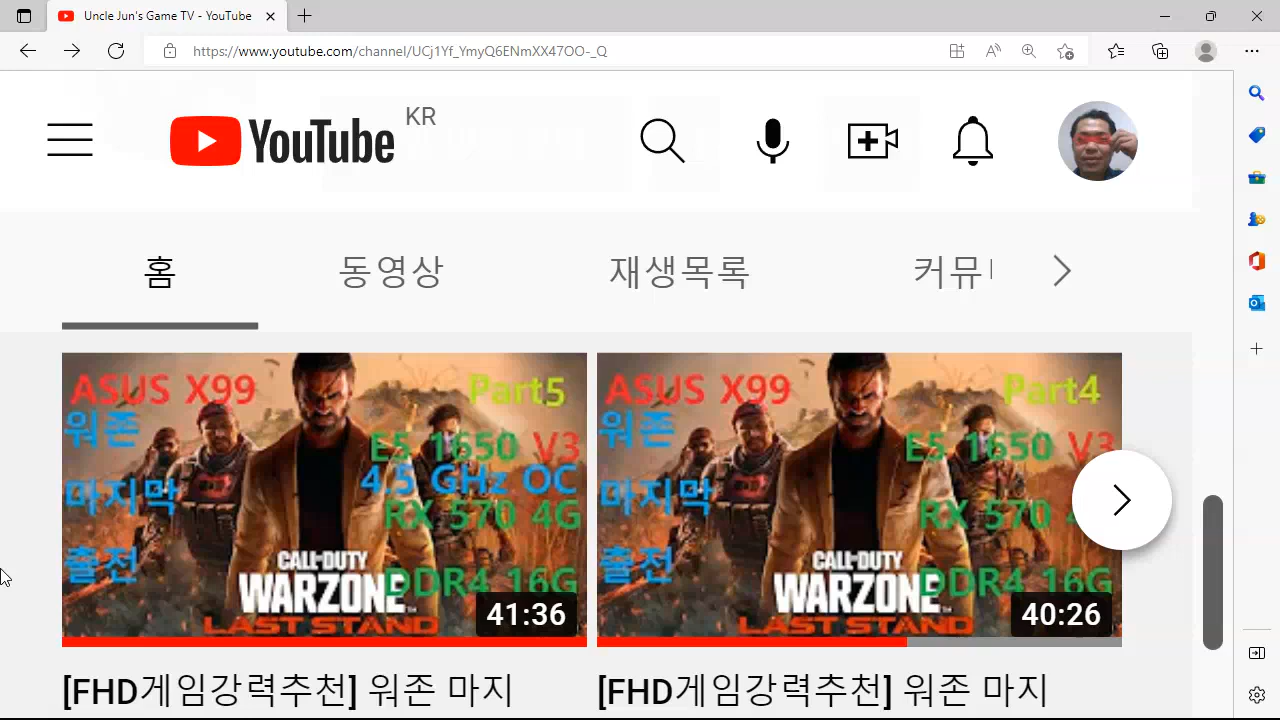 Uncle Jun's Game TV - YouTube
https://www.youtube.com/channel/UCj1Yf_YmyQ6ENmXX47OO-_Q
YouTube KR
홈 동영상 재생목록 커뮤
ASUS X99 Part5
워존
E5 1650 V3
4.5 GHz OC
마지막
RX 570 4G
출전
CALL OF DUTY
WARZONE
DDR4 16G
LAST STAND
41:36
[FHD게임강력추천] 워존 마지
ASUS X99 Part4
워존
E5 1650 V3
마지막
RX 570 4
출전
CALL OF DUTY
WARZONE
DDR4 16G
LAST STAND
40:26
[FHD게임강력추천] 워존 마지